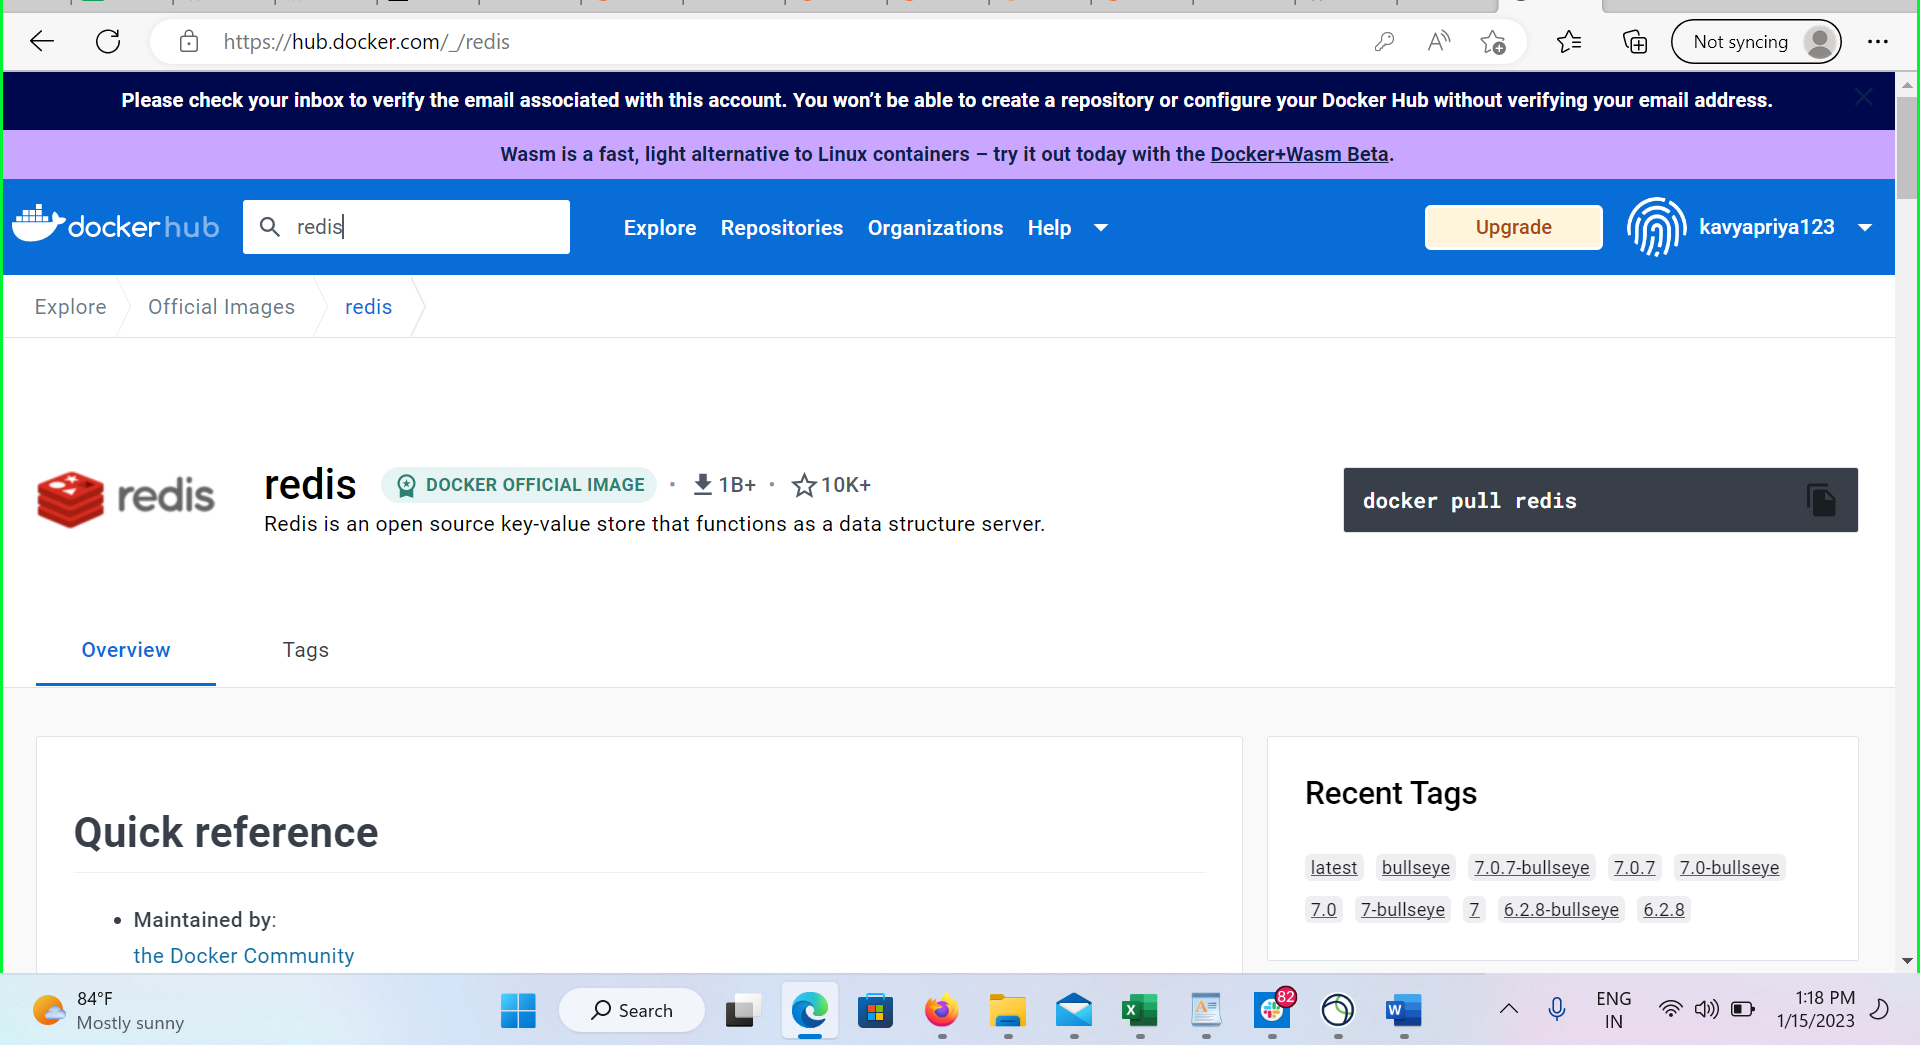 https://hub.docker.com/_/redis
Not syncing
Please check your inbox to verify the email associated with this account. You won’t be able to create a repository or configure your Docker Hub without verifying your email address.
Wasm is a fast, light alternative to Linux containers – try it out today with the Docker+Wasm Beta.
docker hub
redis
Explore
Repositories
Organizations
Help
Upgrade
kavyapriya123
Explore
Official Images
redis
redis
redis
DOCKER OFFICIAL IMAGE
• 1B+ • 10K+
Redis is an open source key-value store that functions as a data structure server.
docker pull redis
Overview
Tags
Quick reference
• Maintained by:
the Docker Community
Recent Tags
latest bullseye 7.0.7-bullseye 7.0.7 7.0-bullseye
7.0 7-bullseye 7 6.2.8-bullseye 6.2.8
84°F
Mostly sunny
Search
82
ENG
IN
1:18 PM
1/15/2023